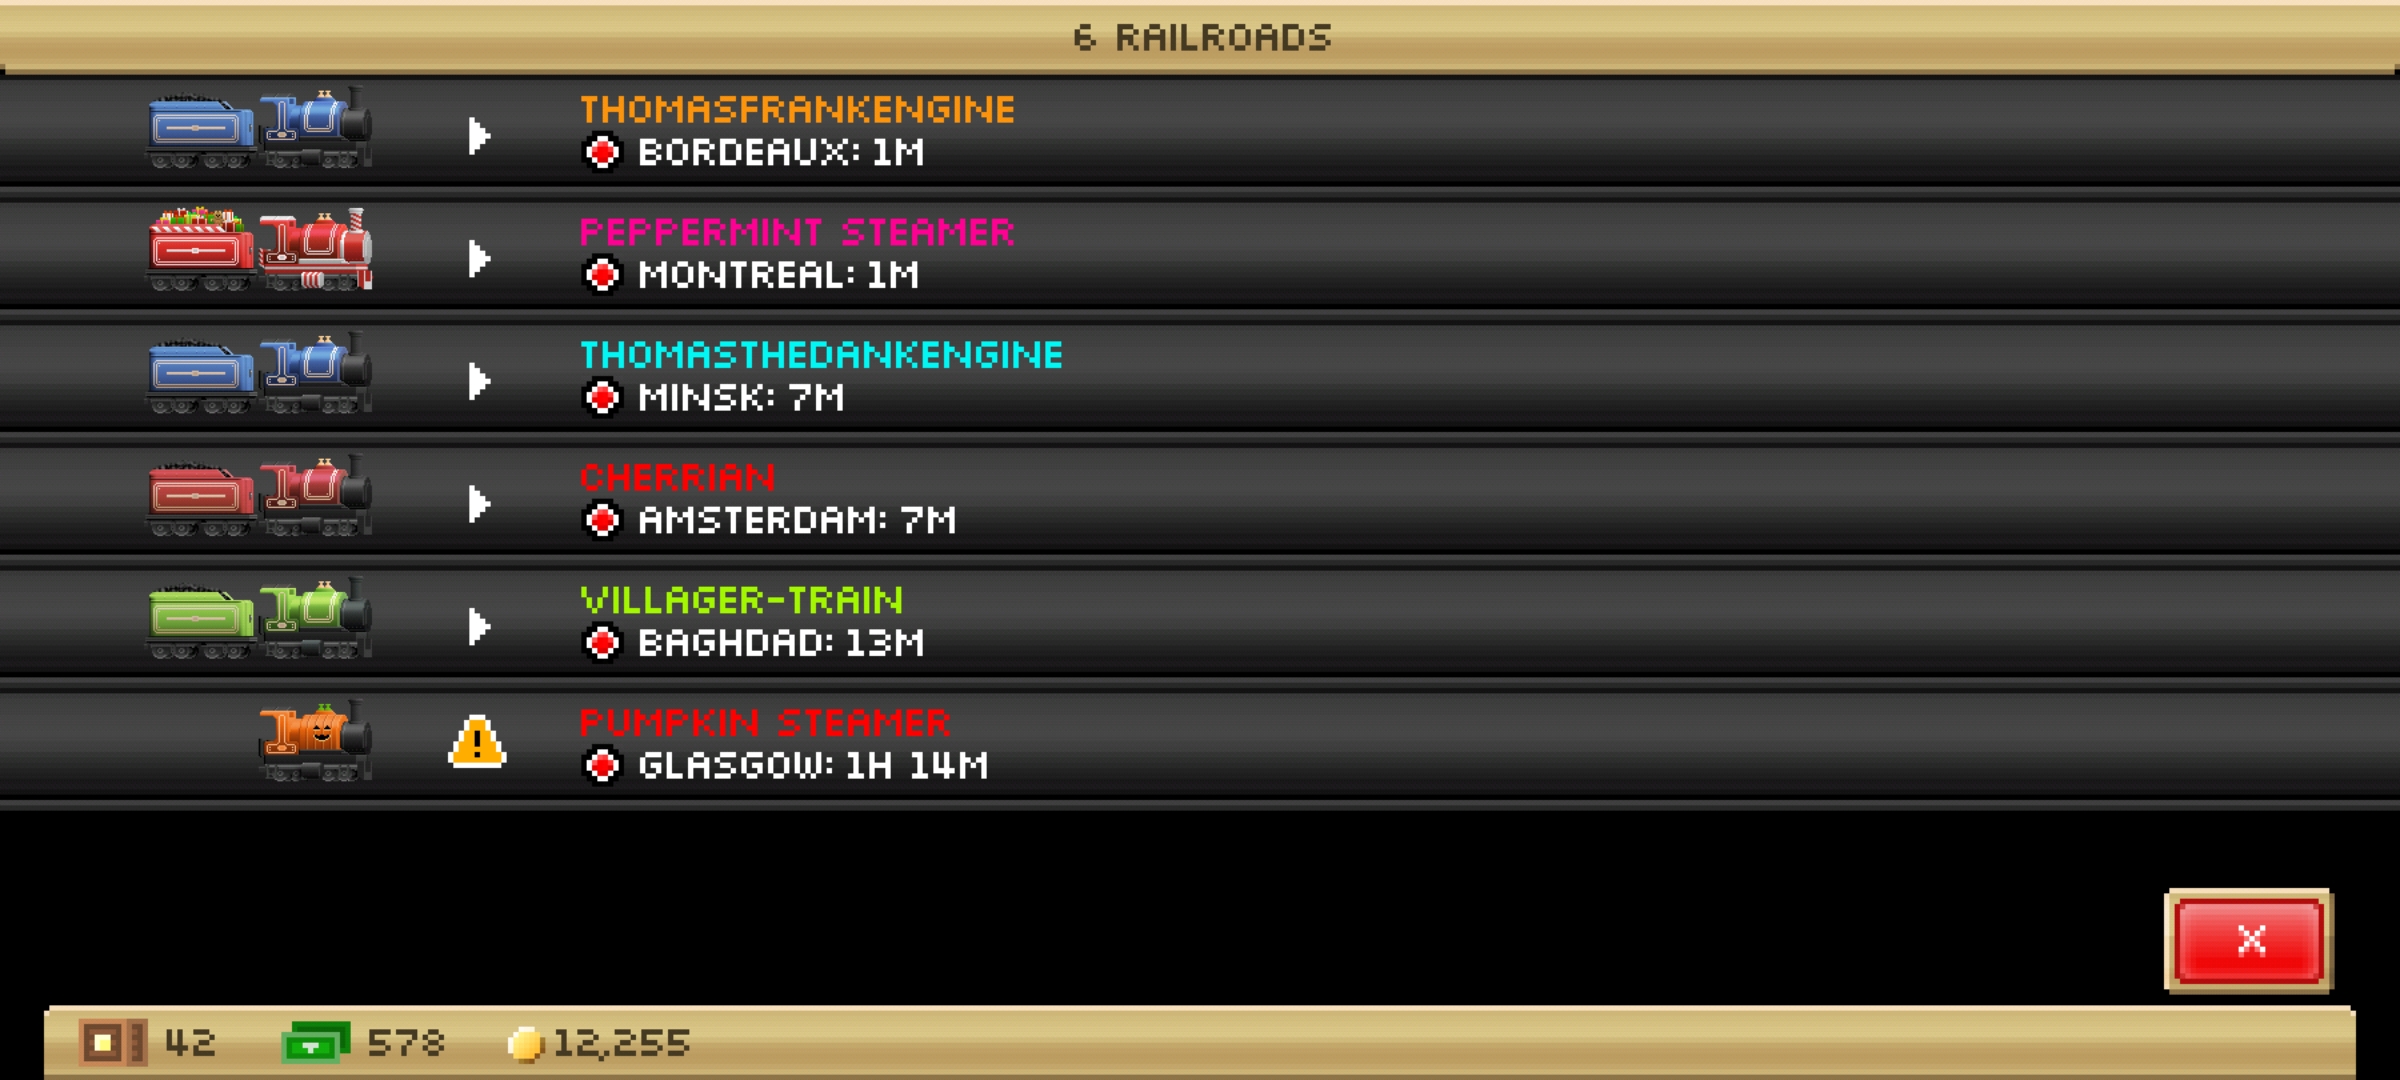 6 RAILROADS
THOMASFRANKENGINE
BORDEAUX: 1M
PEPPERMINT STEAMER
MONTREAL: 1M
THOMASTHEDANKENGINE
MINSK: 7M
CHERRIAN
AMSTERDAM: 7M
VILLAGER-TRAIN
BAGHDAD: 13M
! PUMPKIN STEAMER
GLASGOW: 1H 14M
X
42 578 12,255